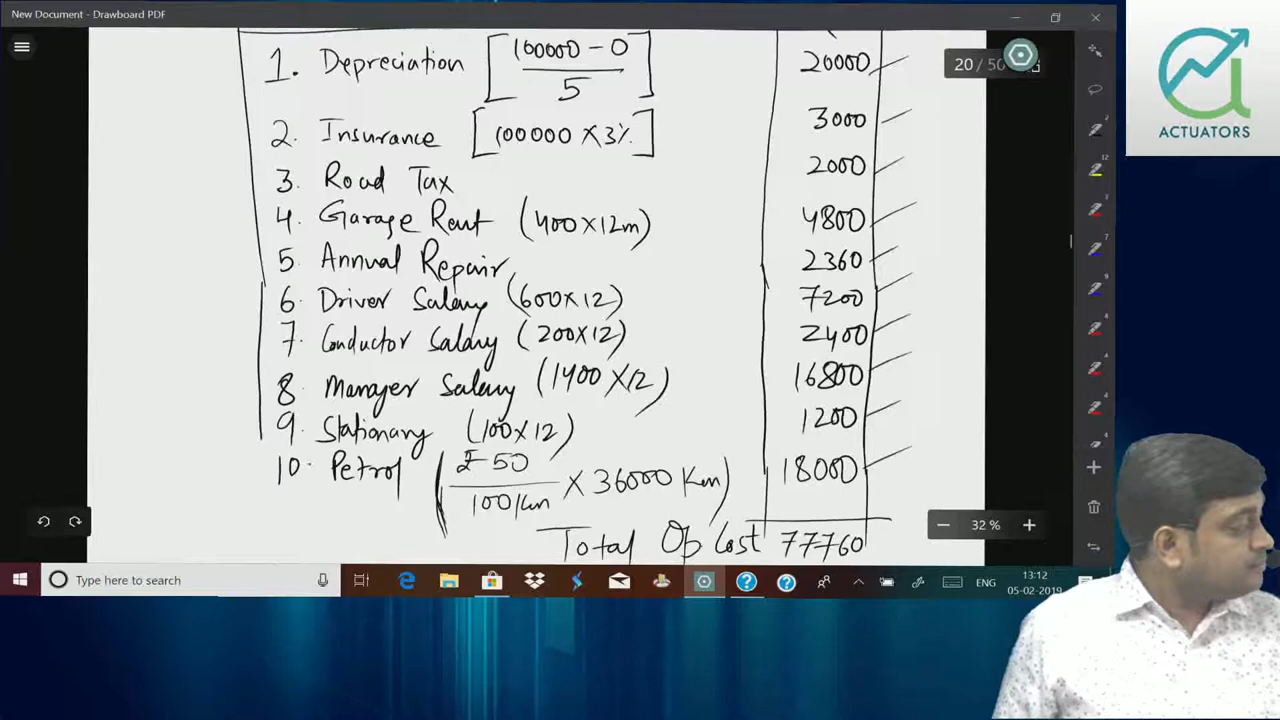 New Document - Drawboard PDF
20 / 50
ACTUATORS
1. Depreciation [100000 - 0 / 5] 20000
2. Insurance [100000 X 3%] 3000
3. Road Tax 2000
4. Garage Rent (400 X 12m) 4800
5 Annual Repair 2360
6. Driver Salary (600 X 12) 7200
7. Conductor Salary (200 X 12) 2400
8 Manager Salary (1400 X 12) 16800
9. Stationary (100 X 12) 1200
10. Petrol (₹ 50 / 100 Km X 36000 Km) 18000
Total Op Cost 77760
32 %
Type here to search
ENG
13:12
05-02-2019